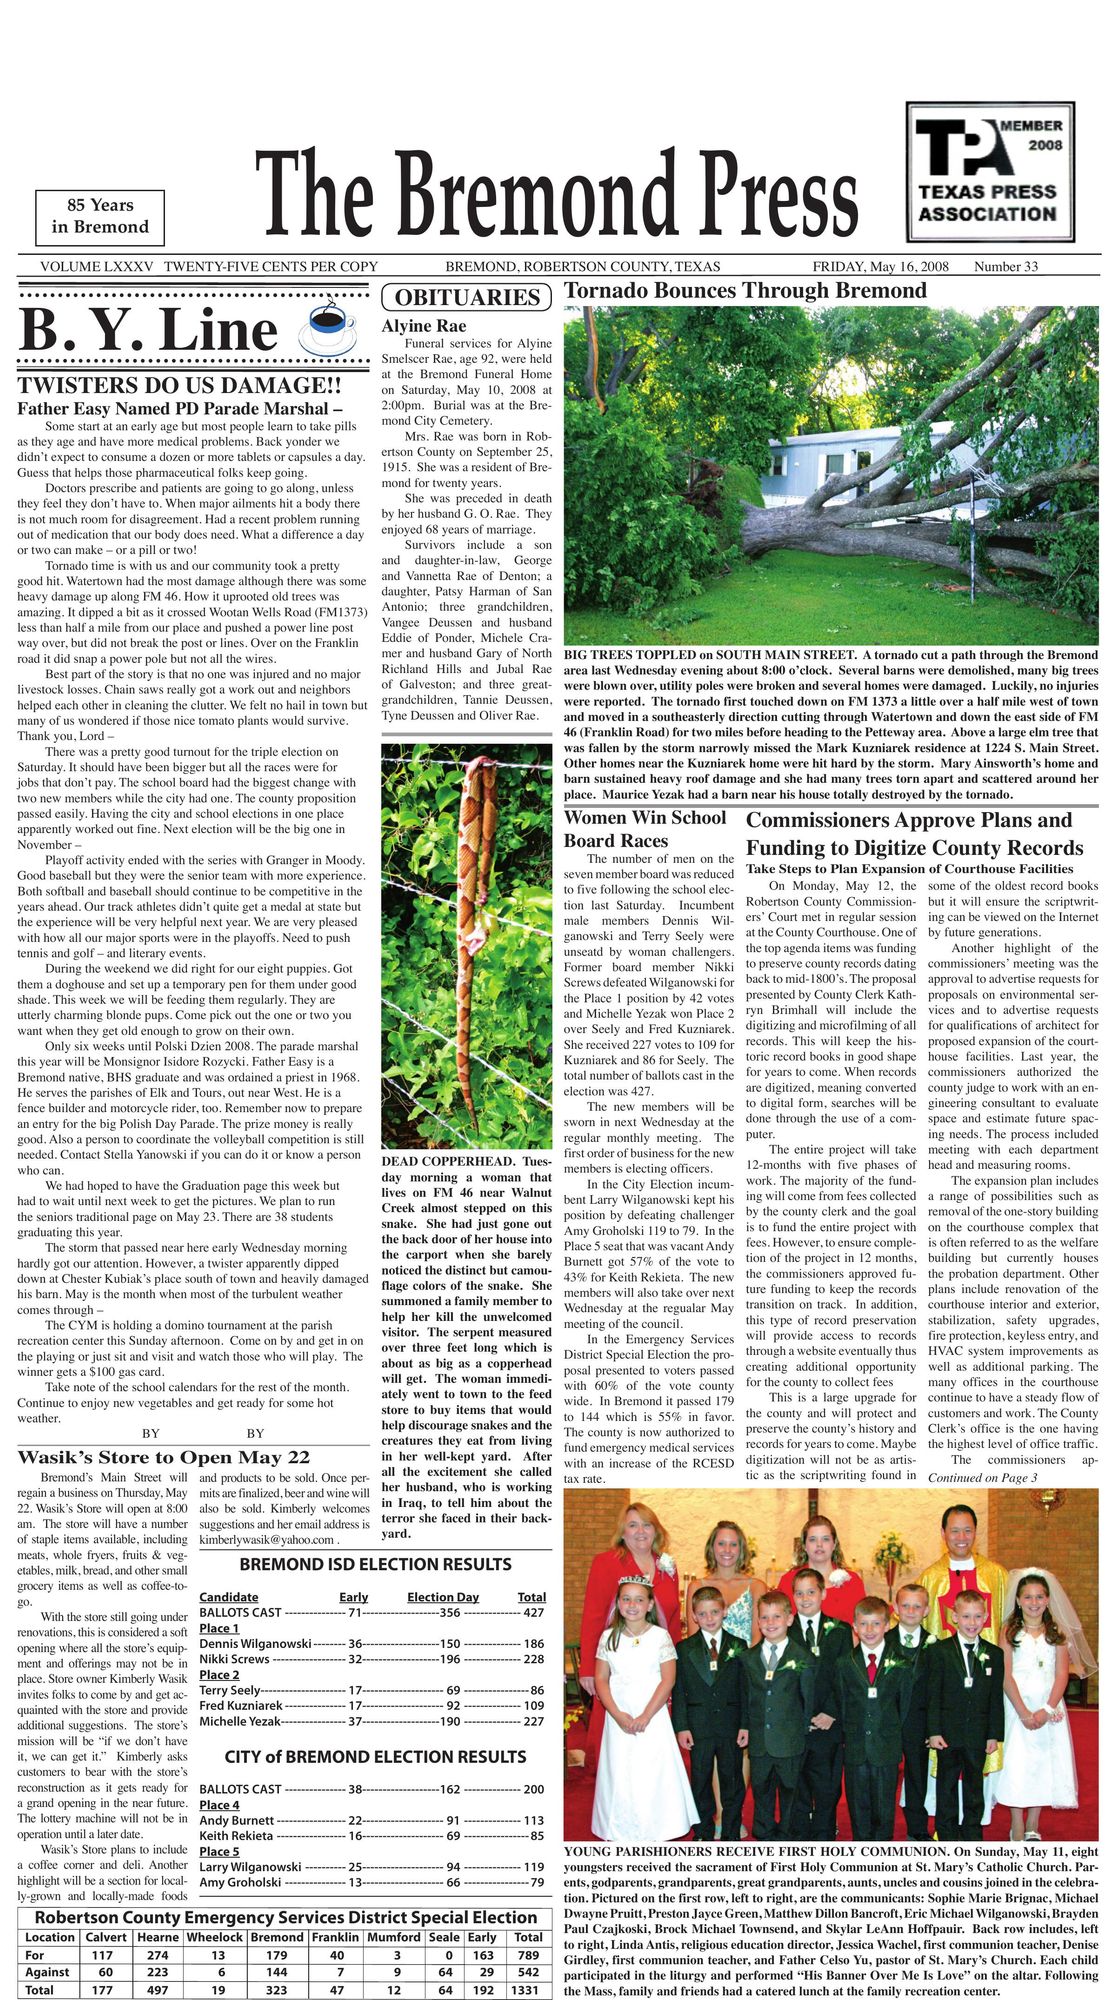 85 Years
in Bremond
The Bremond Press
TPA MEMBER
2008
TEXAS PRESS
ASSOCIATION
VOLUME LXXXV TWENTY-FIVE CENTS PER COPY BREMOND, ROBERTSON COUNTY, TEXAS FRIDAY, May 16, 2008 Number 33
B. Y. Line
TWISTERS DO US DAMAGE!!
Father Easy Named PD Parade Marshal –
Some start at an early age but most people learn to take pills
as they age and have more medical problems. Back yonder we
didn't expect to consume a dozen or more tablets or capsules a day.
Guess that helps those pharmaceutical folks keep going.
Doctors prescribe and patients are going to go along, unless
they feel they don't have to. When major ailments hit a body there
is not much room for disagreement. Had a recent problem running
out of medication that our body does need. What a difference a day
or two can make – or a pill or two!
Tornado time is with us and our community took a pretty
good hit. Watertown had the most damage although there was some
heavy damage up along FM 46. How it uprooted old trees was
amazing. It dipped a bit as it crossed Wootan Wells Road (FM1373)
less than half a mile from our place and pushed a power line post
way over, but did not break the post or lines. Over on the Franklin
road it did snap a power pole but not all the wires.
Best part of the story is that no one was injured and no major
livestock losses. Chain saws really got a work out and neighbors
helped each other in cleaning the clutter. We felt no hail in town but
many of us wondered if those nice tomato plants would survive.
Thank you, Lord –
There was a pretty good turnout for the triple election on
Saturday. It should have been bigger but all the races were for
jobs that don't pay. The school board had the biggest change with
two new members while the city had one. The county proposition
passed easily. Having the city and school elections in one place
apparently worked out fine. Next election will be the big one in
November –
Playoff activity ended with the series with Granger in Moody.
Good baseball but they were the senior team with more experience.
Both softball and baseball should continue to be competitive in the
years ahead. Our track athletes didn't quite get a medal at state but
the experience will be very helpful next year. We are very pleased
with how all our major sports were in the playoffs. Need to push
tennis and golf – and literary events.
During the weekend we did right for our eight puppies. Got
them a doghouse and set up a temporary pen for them under good
shade. This week we will be feeding them regularly. They are
utterly charming blonde pups. Come pick out the one or two you
want when they get old enough to grow on their own.
Only six weeks until Polski Dzien 2008. The parade marshal
this year will be Monsignor Isidore Rozycki. Father Easy is a
Bremond native, BHS graduate and was ordained a priest in 1968.
He serves the parishes of Elk and Tours, out near West. He is a
fence builder and motorcycle rider, too. Remember now to prepare
an entry for the big Polish Day Parade. The prize money is really
good. Also a person to coordinate the volleyball competition is still
needed. Contact Stella Yanowski if you can do it or know a person
who can.
We had hoped to have the Graduation page this week but
had to wait until next week to get the pictures. We plan to run
the seniors traditional page on May 23. There are 38 students
graduating this year.
The storm that passed near here early Wednesday morning
hardly got our attention. However, a twister apparently dipped
down at Chester Kubiak's place south of town and heavily damaged
his barn. May is the month when most of the turbulent weather
comes through –
The CYM is holding a domino tournament at the parish
recreation center this Sunday afternoon. Come on by and get in on
the playing or just sit and visit and watch those who will play. The
winner gets a $100 gas card.
Take note of the school calendars for the rest of the month.
Continue to enjoy new vegetables and get ready for some hot
weather.
BY BY
Wasik's Store to Open May 22
Bremond's Main Street will
regain a business on Thursday, May
22. Wasik's Store will open at 8:00
am. The store will have a number
of staple items available, including
meats, whole fryers, fruits & veg-
etables, milk, bread, and other small
grocery items as well as coffee-to-
go.
With the store still going under
renovations, this is considered a soft
opening where all the store's equip-
ment and offerings may not be in
place. Store owner Kimberly Wasik
invites folks to come by and get ac-
quainted with the store and provide
additional suggestions. The store's
mission will be "if we don't have
it, we can get it." Kimberly asks
customers to bear with the store's
reconstruction as it gets ready for
a grand opening in the near future.
The lottery machine will not be in
operation until a later date.
Wasik's Store plans to include
a coffee corner and deli. Another
highlight will be a section for local-
ly-grown and locally-made foods
and products to be sold. Once per-
mits are finalized, beer and wine will
also be sold. Kimberly welcomes
suggestions and her email address is
kimberlywasik@yahoo.com .
OBITUARIES
Alyine Rae
Funeral services for Alyine
Smelscer Rae, age 92, were held
at the Bremond Funeral Home
on Saturday, May 10, 2008 at
2:00pm. Burial was at the Bre-
mond City Cemetery.
Mrs. Rae was born in Rob-
ertson County on September 25,
1915. She was a resident of Bre-
mond for twenty years.
She was preceded in death
by her husband G. O. Rae. They
enjoyed 68 years of marriage.
Survivors include a son
and daughter-in-law, George
and Vannetta Rae of Denton; a
daughter, Patsy Harman of San
Antonio; three grandchildren,
Vangee Deussen and husband
Eddie of Ponder, Michele Cra-
mer and husband Gary of North
Richland Hills and Jubal Rae
of Galveston; and three great-
grandchildren, Tannie Deussen,
Tyne Deussen and Oliver Rae.
DEAD COPPERHEAD. Tues-
day morning a woman that
lives on FM 46 near Walnut
Creek almost stepped on this
snake. She had just gone out
the back door of her house into
the carport when she barely
noticed the distinct but camou-
flage colors of the snake. She
summoned a family member to
help her kill the unwelcomed
visitor. The serpent measured
over three feet long which is
about as big as a copperhead
will get. The woman immedi-
ately went to town to the feed
store to buy items that would
help discourage snakes and the
creatures they eat from living
in her well-kept yard. After
all the excitement she called
her husband, who is working
in Iraq, to tell him about the
terror she faced in their back-
yard.
BREMOND ISD ELECTION RESULTS
Candidate Early Election Day Total
BALLOTS CAST --------------- 71-------------------356 -------------- 427
Place 1
Dennis Wilganowski -------- 36-------------------150 -------------- 186
Nikki Screws ------------------ 32-------------------196 -------------- 228
Place 2
Terry Seely--------------------- 17------------------- 69 ----------------86
Fred Kuzniarek --------------- 17------------------- 92 -------------- 109
Michelle Yezak---------------- 37-------------------190 -------------- 227
CITY of BREMOND ELECTION RESULTS
BALLOTS CAST --------------- 38-------------------162 -------------- 200
Place 4
Andy Burnett ----------------- 22------------------- 91 -------------- 113
Keith Rekieta ----------------- 16------------------- 69 ----------------85
Place 5
Larry Wilganowski ---------- 25------------------- 94 -------------- 119
Amy Groholski --------------- 13------------------- 66 ----------------79
Robertson County Emergency Services District Special Election
Location Calvert Hearne Wheelock Bremond Franklin Mumford Seale Early Total
For 117 274 13 179 40 3 0 163 789
Against 60 223 6 144 7 9 64 29 542
Total 177 497 19 323 47 12 64 192 1331
Tornado Bounces Through Bremond
BIG TREES TOPPLED on SOUTH MAIN STREET. A tornado cut a path through the Bremond
area last Wednesday evening about 8:00 o'clock. Several barns were demolished, many big trees
were blown over, utility poles were broken and several homes were damaged. Luckily, no injuries
were reported. The tornado first touched down on FM 1373 a little over a half mile west of town
and moved in a southeasterly direction cutting through Watertown and down the east side of FM
46 (Franklin Road) for two miles before heading to the Petteway area. Above a large elm tree that
was fallen by the storm narrowly missed the Mark Kuzniarek residence at 1224 S. Main Street.
Other homes near the Kuzniarek home were hit hard by the storm. Mary Ainsworth's home and
barn sustained heavy roof damage and she had many trees torn apart and scattered around her
place. Maurice Yezak had a barn near his house totally destroyed by the tornado.
Women Win School
Board Races
The number of men on the
seven member board was reduced
to five following the school elec-
tion last Saturday. Incumbent
male members Dennis Wil-
ganowski and Terry Seely were
unseatd by woman challengers.
Former board member Nikki
Screws defeated Wilganowski for
the Place 1 position by 42 votes
and Michelle Yezak won Place 2
over Seely and Fred Kuzniarek.
She received 227 votes to 109 for
Kuzniarek and 86 for Seely. The
total number of ballots cast in the
election was 427.
The new members will be
sworn in next Wednesday at the
regular monthly meeting. The
first order of business for the new
members is electing officers.
In the City Election incum-
bent Larry Wilganowski kept his
position by defeating challenger
Amy Groholski 119 to 79. In the
Place 5 seat that was vacant Andy
Burnett got 57% of the vote to
43% for Keith Rekieta. The new
members will also take over next
Wednesday at the regualar May
meeting of the council.
In the Emergency Services
District Special Election the pro-
posal presented to voters passed
with 60% of the vote county
wide. In Bremond it passed 179
to 144 which is 55% in favor.
The county is now authorized to
fund emergency medical services
with an increase of the RCESD
tax rate.
Commissioners Approve Plans and
Funding to Digitize County Records
Take Steps to Plan Expansion of Courthouse Facilities
On Monday, May 12, the
Robertson County Commission-
ers' Court met in regular session
at the County Courthouse. One of
the top agenda items was funding
to preserve county records dating
back to mid-1800's. The proposal
presented by County Clerk Kath-
ryn Brimhall will include the
digitizing and microfilming of all
records. This will keep the his-
toric record books in good shape
for years to come. When records
are digitized, meaning converted
to digital form, searches will be
done through the use of a com-
puter.
The entire project will take
12-months with five phases of
work. The majority of the fund-
ing will come from fees collected
by the county clerk and the goal
is to fund the entire project with
fees. However, to ensure comple-
tion of the project in 12 months,
the commissioners approved fu-
ture funding to keep the records
transition on track. In addition,
this type of record preservation
will provide access to records
through a website eventually thus
creating additional opportunity
for the county to collect fees
This is a large upgrade for
the county and will protect and
preserve the county's history and
records for years to come. Maybe
digitization will not be as artis-
tic as the scriptwriting found in
some of the oldest record books
but it will ensure the scriptwrit-
ing can be viewed on the Internet
by future generations.
Another highlight of the
commissioners' meeting was the
approval to advertise requests for
proposals on environmental ser-
vices and to advertise requests
for qualifications of architect for
proposed expansion of the court-
house facilities. Last year, the
commissioners authorized the
county judge to work with an en-
gineering consultant to evaluate
space and estimate future spac-
ing needs. The process included
meeting with each department
head and measuring rooms.
The expansion plan includes
a range of possibilities such as
removal of the one-story building
on the courthouse complex that
is often referred to as the welfare
building but currently houses
the probation department. Other
plans include renovation of the
courthouse interior and exterior,
stabilization, safety upgrades,
fire protection, keyless entry, and
HVAC system improvements as
well as additional parking. The
many offices in the courthouse
continue to have a steady flow of
customers and work. The County
Clerk's office is the one having
the highest level of office traffic.
The commissioners ap-
Continued on Page 3
YOUNG PARISHIONERS RECEIVE FIRST HOLY COMMUNION. On Sunday, May 11, eight
youngsters received the sacrament of First Holy Communion at St. Mary's Catholic Church. Par-
ents, godparents, grandparents, great grandparents, aunts, uncles and cousins joined in the celebra-
tion. Pictured on the first row, left to right, are the communicants: Sophie Marie Brignac, Michael
Dwayne Pruitt, Preston Jayce Green, Matthew Dillon Bancroft, Eric Michael Wilganowski, Brayden
Paul Czajkoski, Brock Michael Townsend, and Skylar LeAnn Hoffpauir. Back row includes, left
to right, Linda Antis, religious education director, Jessica Wachel, first communion teacher, Denise
Girdley, first communion teacher, and Father Celso Yu, pastor of St. Mary's Church. Each child
participated in the liturgy and performed "His Banner Over Me Is Love" on the altar. Following
the Mass, family and friends had a catered lunch at the family recreation center.